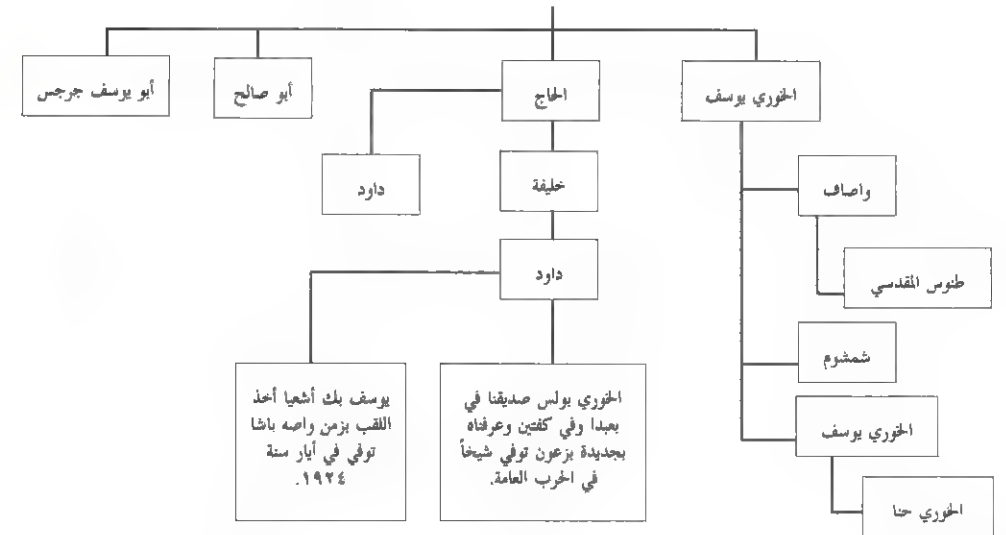 الخوري يوسف
الحاج
أبو صالح
أبو يوسف جرجس
واصاف
خليفة
داود
طنوس المقدسي
داود
شمشوم
الخوري يوسف
الخوري حنا
الخوري بولس صديقنا في
بعبدا وفي كفتين وعرفناه
بجديدة بزعون توفي شيخاً
في الحرب العامة.
يوسف بك أشعيا أخذ
اللقب بزمن واصه باشا
توفي في أيار سنة
١٩٢٤.